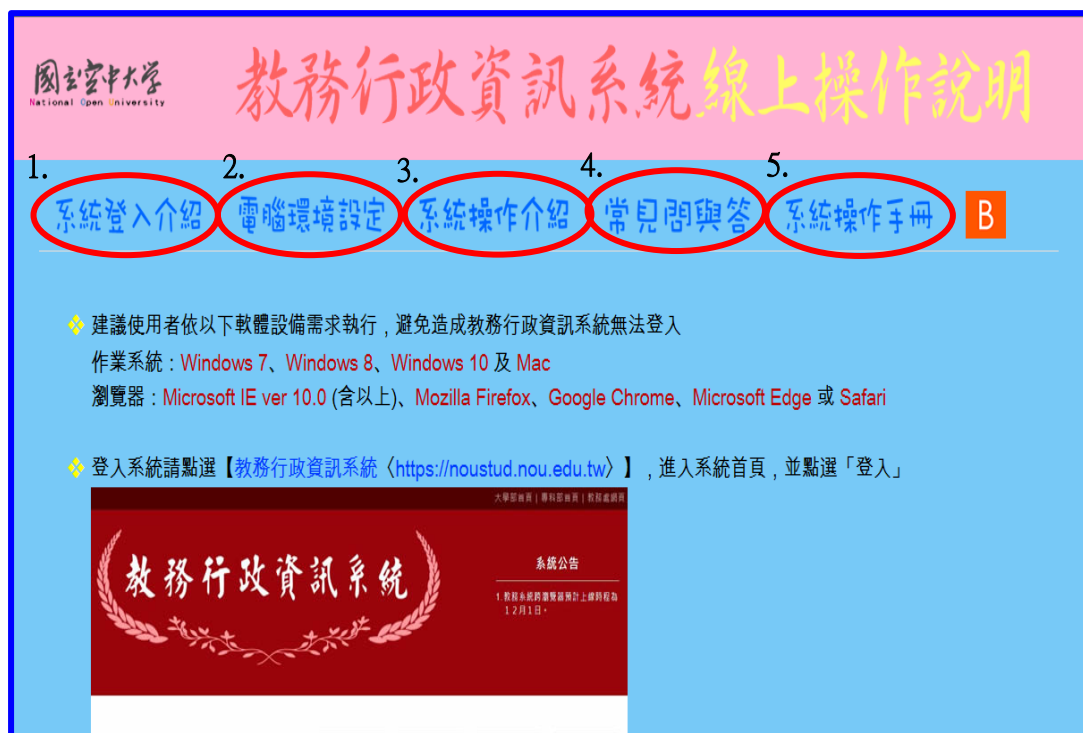 國立空中大學
National Open University
教務行政資訊系統線上操作說明
1. 2. 3. 4. 5.
系統登入介紹 電腦環境設定 系統操作介紹 常見問與答 系統操作手冊 B
建議使用者依以下軟體設備需求執行，避免造成教務行政資訊系統無法登入
作業系統：Windows 7、Windows 8、Windows 10 及 Mac
瀏覽器：Microsoft IE ver 10.0 (含以上)、Mozilla Firefox、Google Chrome、Microsoft Edge 或 Safari
登入系統請點選【教務行政資訊系統〈https://noustud.nou.edu.tw〉】，進入系統首頁，並點選「登入」
大學部首頁 | 專科部首頁 | 教務處網頁
教務行政資訊系統
系統公告
1.教務系統跨瀏覽器預計上線時程為
12月1日。